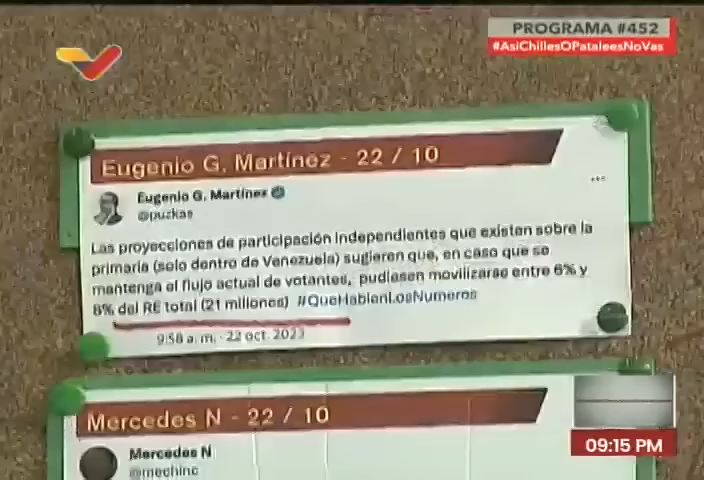 PROGRAMA #452
#AsiChillesOPataleesNoVas
Eugenio G. Martínez - 22 / 10
Eugenio G. Martínez
@puzkas
Las proyecciones de participación independientes que existen sobre la
primaria (solo dentro de Venezuela) sugieren que, en caso que se
mantenga el flujo actual de votantes, pudiesen movilizarse entre 6% y
8% del RE total (21 millones) #QueHablenLosNumeros
9:58 a. m. · 22 oct. 2023
Mercedes N - 22 / 10
Mercedes N
@mechinc
09:15 PM